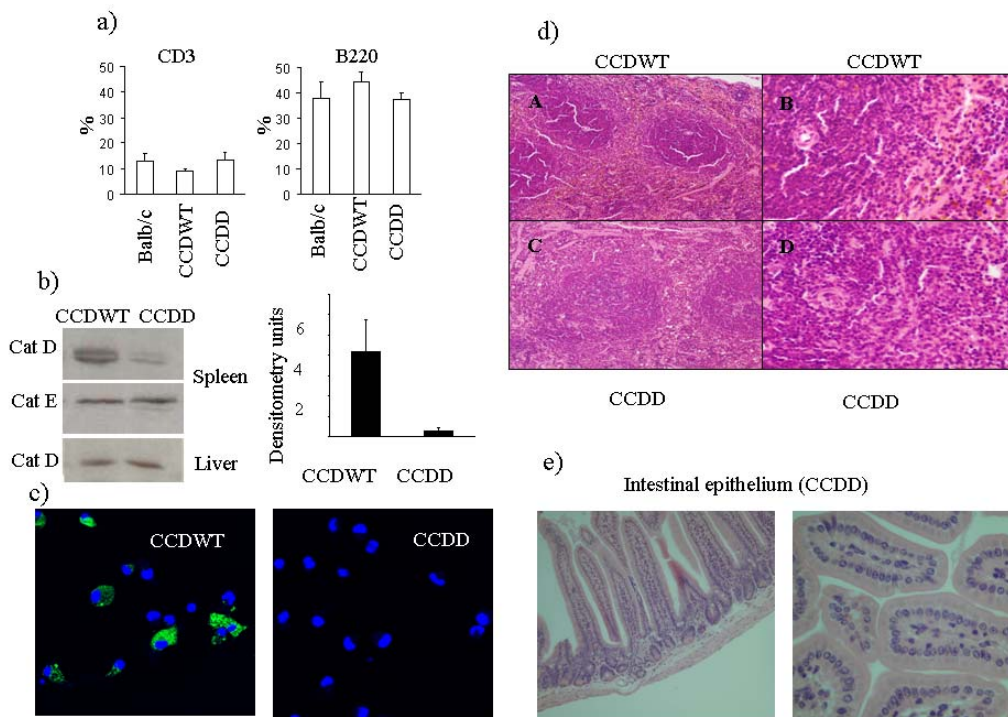 a)
CD3
50
40
30
20
10
0
%
Balb/c
CCDWT
CCDD
B220
50
40
30
20
10
0
%
Balb/c
CCDWT
CCDD
b)
CCDWT CCDD
Cat D
Cat E
Spleen
Cat D
Liver
Densitometry units
6
4
2
CCDWT CCDD
c)
CCDWT
CCDD
d)
CCDWT CCDWT
A
B
C
D
CCDD CCDD
e)
Intestinal epithelium (CCDD)